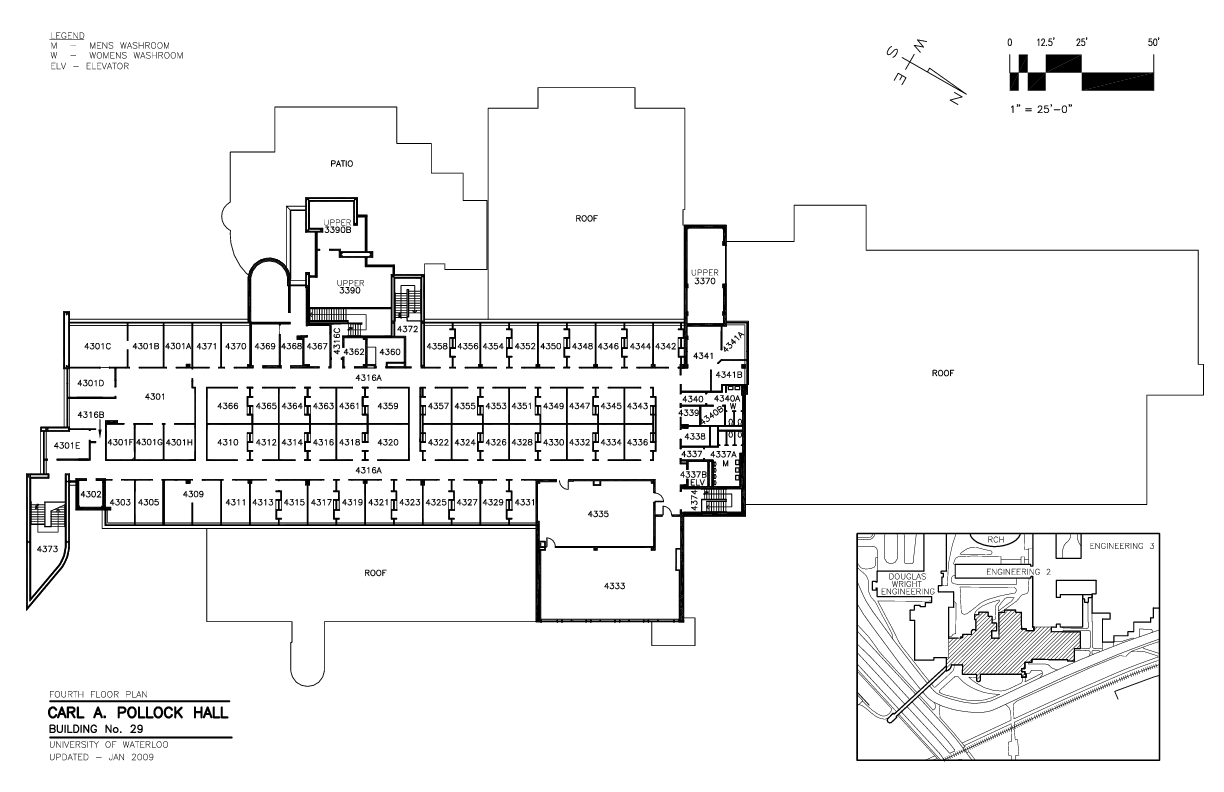 LEGEND
M – MENS WASHROOM
W – WOMENS WASHROOM
ELV – ELEVATOR
W
S
E
N
0 12.5' 25' 50'
1" = 25'-0"
PATIO
ROOF
UPPER
3390B
UPPER
3390
UPPER
3370
ROOF
4372
4316C
4301C 4301B 4301A 4371 4370 4369 4368 4367 4362 4360 4358 4356 4354 4352 4350 4348 4346 4344 4342 4341 4341A
4316A
4341B
4301D
4301
4366 4365 4364 4363 4361 4359 4357 4355 4353 4351 4349 4347 4345 4343
4340 4340A
W
4339 4340B
4316B
4301E 4301F 4301G 4301H 4310 4312 4314 4316 4318 4320 4322 4324 4326 4328 4330 4332 4334 4336
4338
4337 4337A
M
4316A
4337B
ELV
4302 4303 4305 4309 4311 4313 4315 4317 4319 4321 4323 4325 4327 4329 4331
4374
4335
4373
ROOF
4333
RCH
ENGINEERING 3
ENGINEERING 2
DOUGLAS
WRIGHT
ENGINEERING
FOURTH FLOOR PLAN
CARL A. POLLOCK HALL
BUILDING No. 29
UNIVERSITY OF WATERLOO
UPDATED – JAN 2009